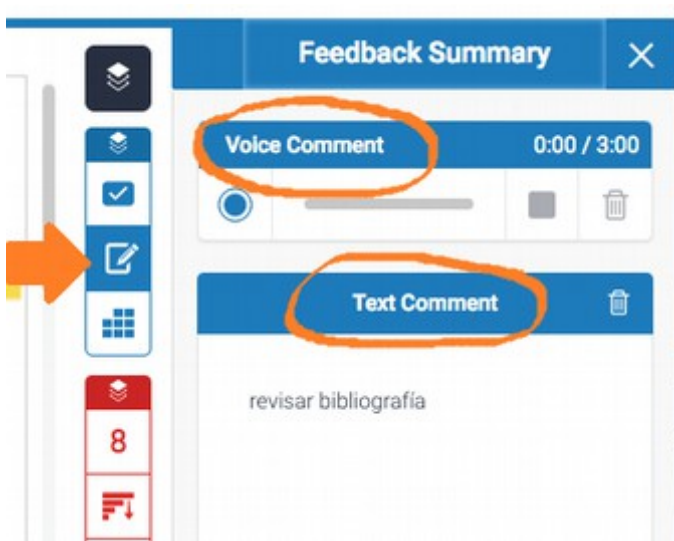 Feedback Summary
Voice Comment 0:00 / 3:00
Text Comment
revisar bibliografía
8